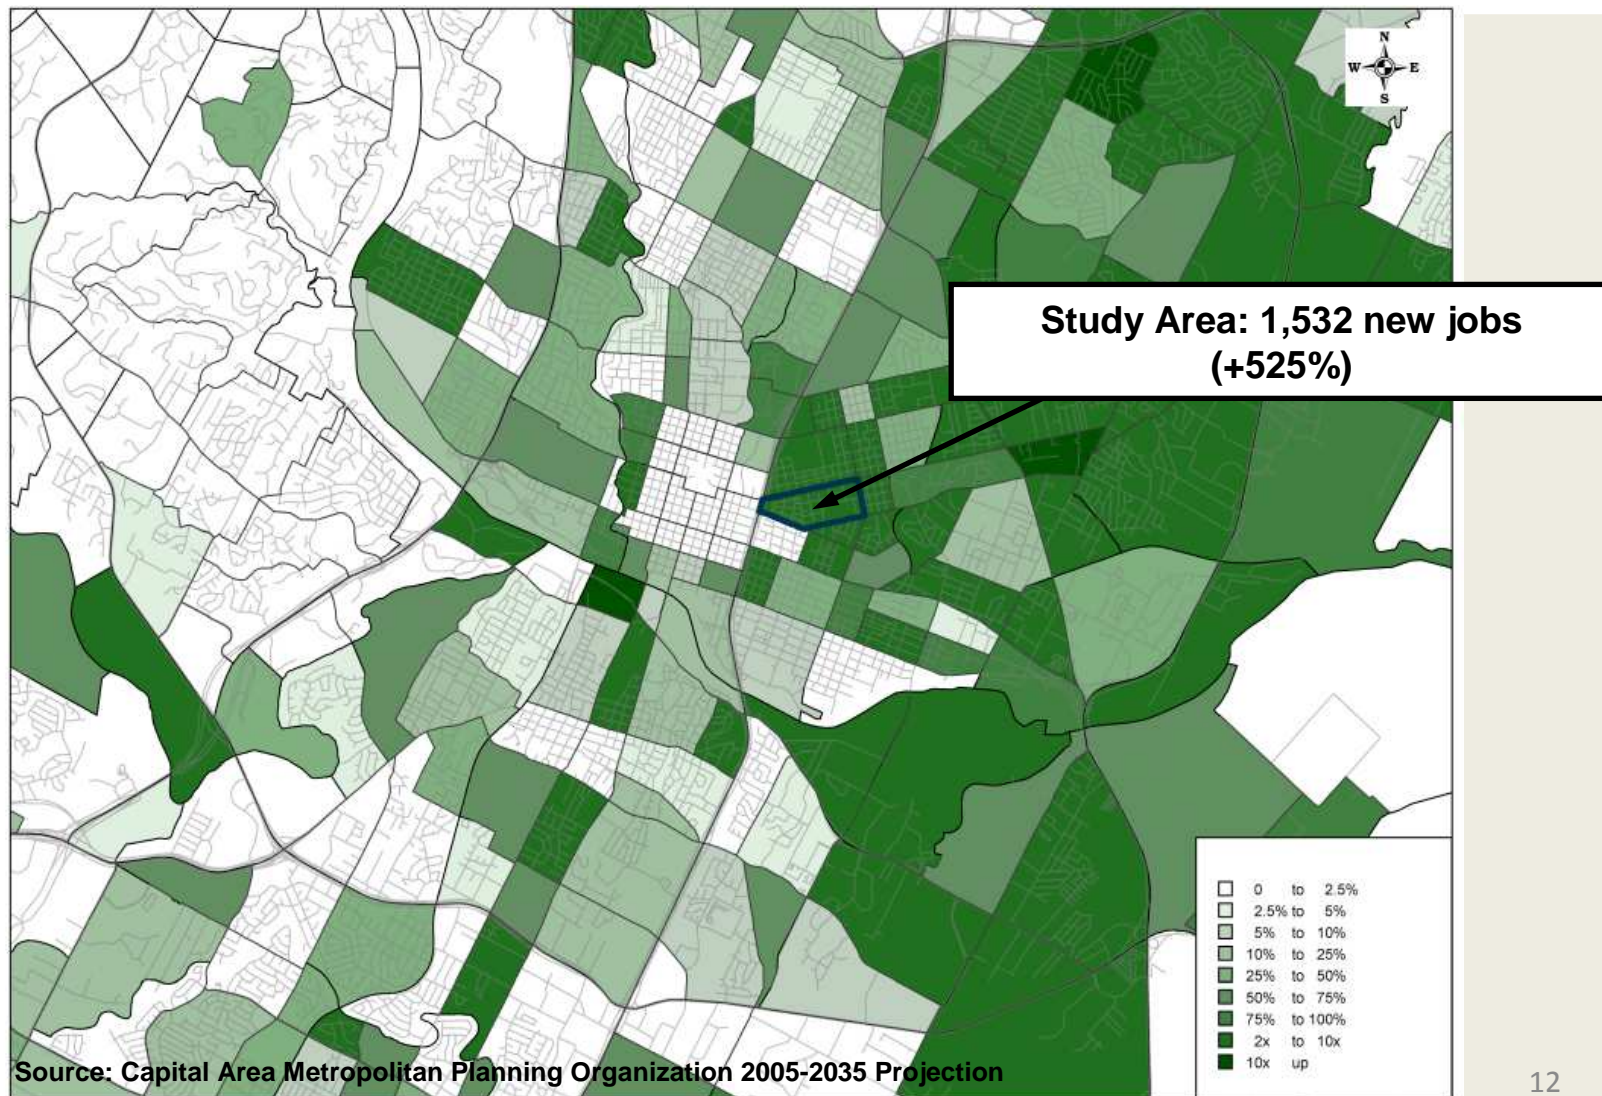 N
W E
S
Study Area: 1,532 new jobs
(+525%)
0 to 2.5%
2.5% to 5%
5% to 10%
10% to 25%
25% to 50%
50% to 75%
75% to 100%
2x to 10x
10x up
Source: Capital Area Metropolitan Planning Organization 2005-2035 Projection
12